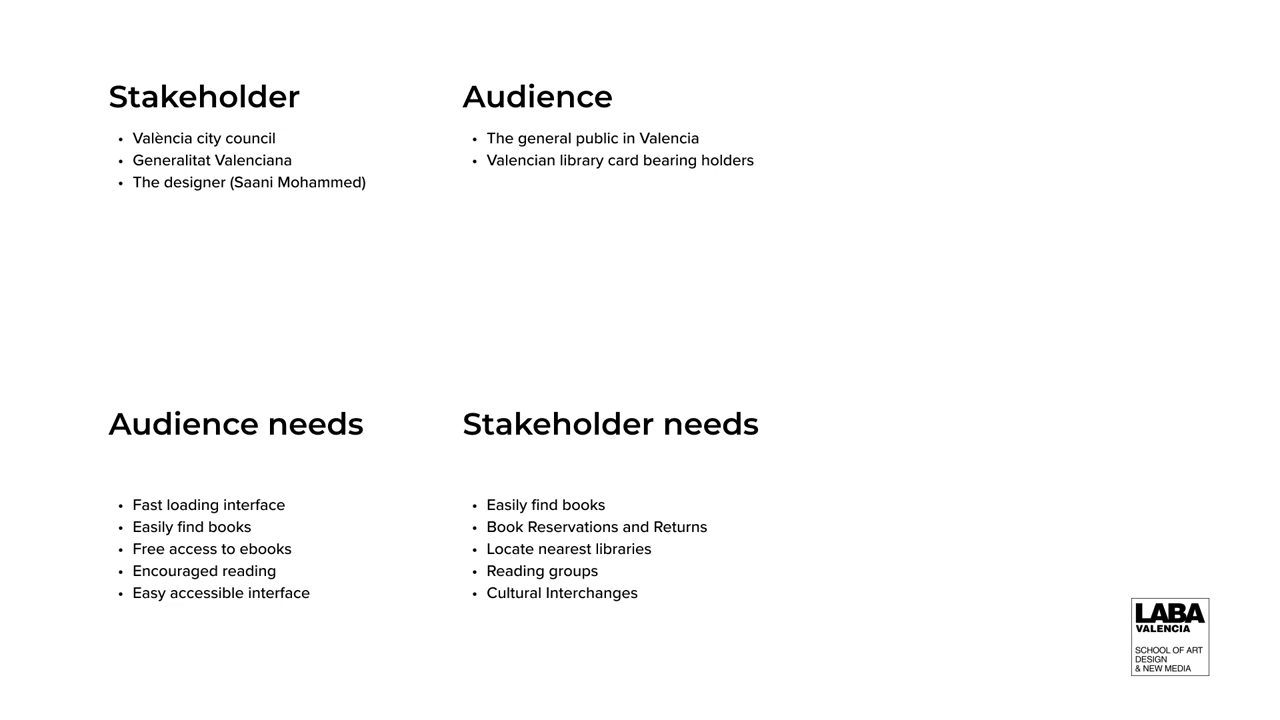 Stakeholder
• València city council
• Generalitat Valenciana
• The designer (Saani Mohammed)
Audience
• The general public in Valencia
• Valencian library card bearing holders
Audience needs
• Fast loading interface
• Easily find books
• Free access to ebooks
• Encouraged reading
• Easy accessible interface
Stakeholder needs
• Easily find books
• Book Reservations and Returns
• Locate nearest libraries
• Reading groups
• Cultural Interchanges
LABA
VALENCIA
SCHOOL OF ART
DESIGN
& NEW MEDIA